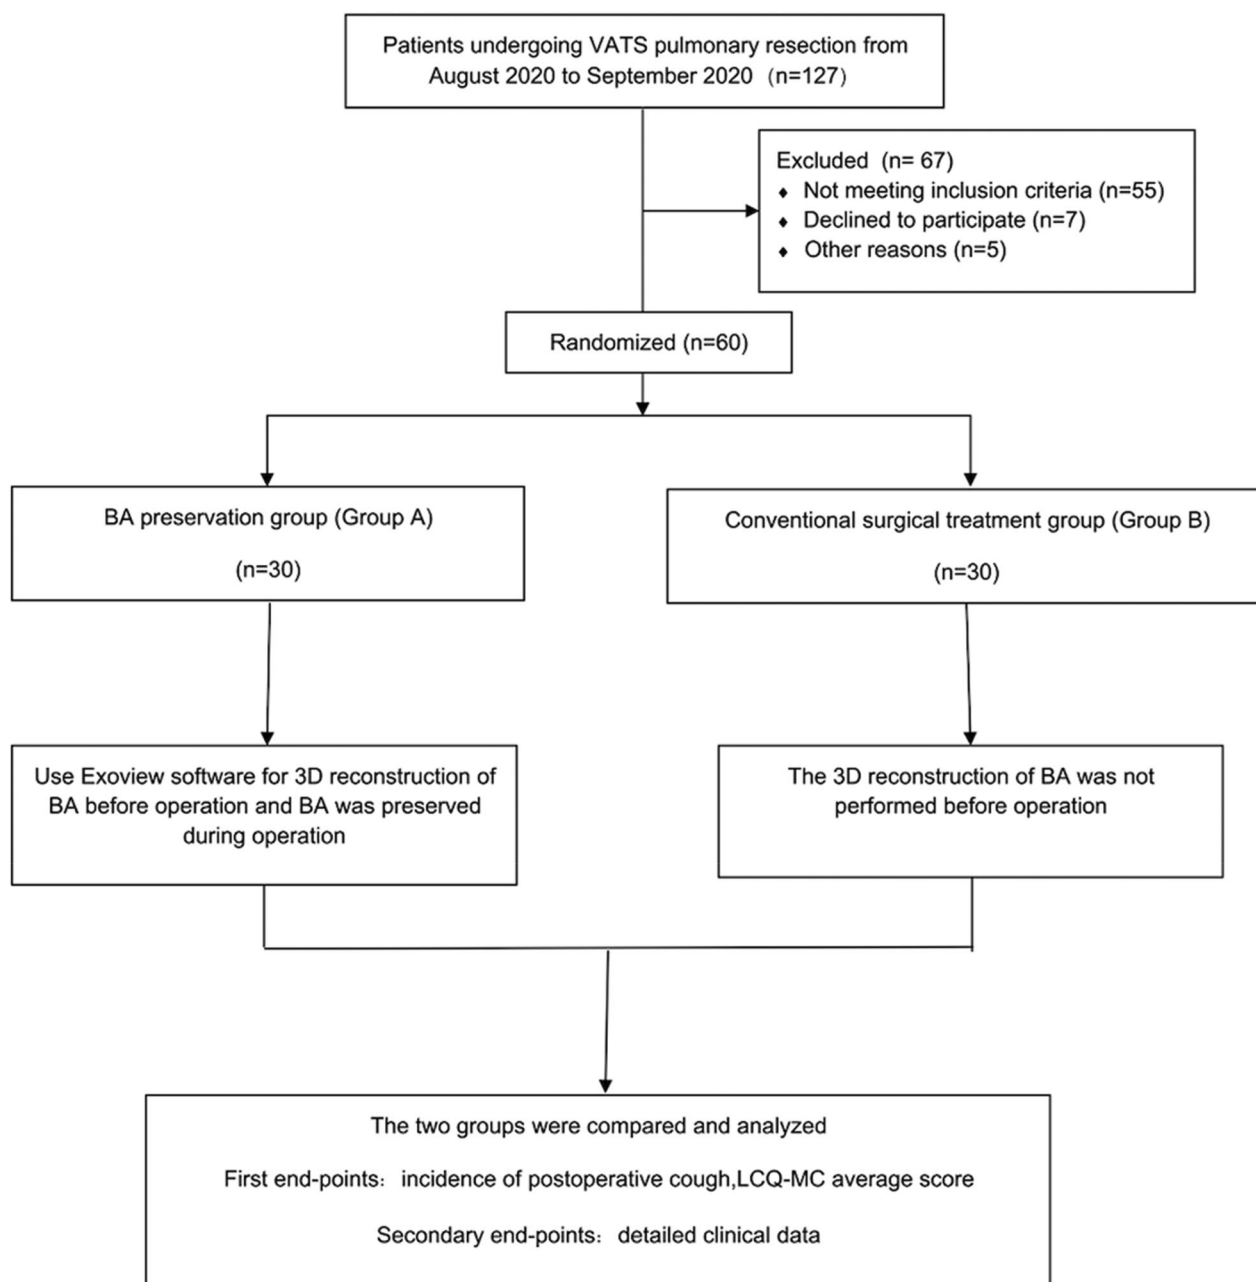 Patients undergoing VATS pulmonary resection from
August 2020 to September 2020（n=127）
Excluded (n= 67)
♦ Not meeting inclusion criteria (n=55)
♦ Declined to participate (n=7)
♦ Other reasons (n=5)
Randomized (n=60)
BA preservation group (Group A)
(n=30)
Conventional surgical treatment group (Group B)
(n=30)
Use Exoview software for 3D reconstruction of
BA before operation and BA was preserved
during operation
The 3D reconstruction of BA was not
performed before operation
The two groups were compared and analyzed
First end-points：incidence of postoperative cough,LCQ-MC average score
Secondary end-points：detailed clinical data